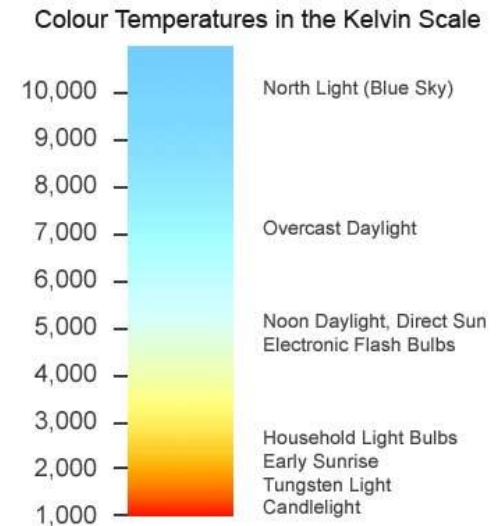 Colour Temperatures in the Kelvin Scale
10,000 North Light (Blue Sky)
9,000
8,000
7,000 Overcast Daylight
6,000
5,000 Noon Daylight, Direct Sun
Electronic Flash Bulbs
4,000
3,000
Household Light Bulbs
2,000 Early Sunrise
Tungsten Light
1,000 Candlelight